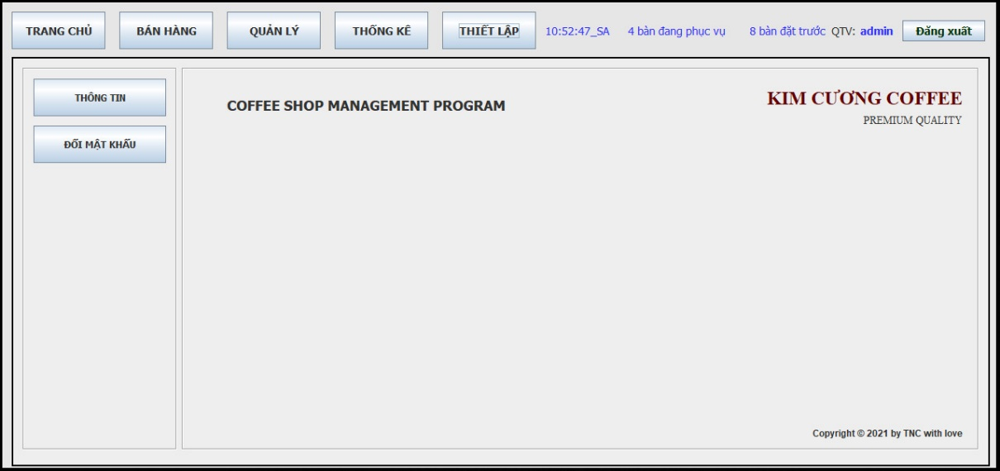 TRANG CHỦ BÁN HÀNG QUẢN LÝ THỐNG KÊ THIẾT LẬP 10:52:47_SA 4 bàn đang phục vụ 8 bàn đặt trước QTV: admin Đăng xuất
THÔNG TIN
ĐỔI MẬT KHẨU
COFFEE SHOP MANAGEMENT PROGRAM
KIM CƯƠNG COFFEE
PREMIUM QUALITY
Copyright © 2021 by TNC with love